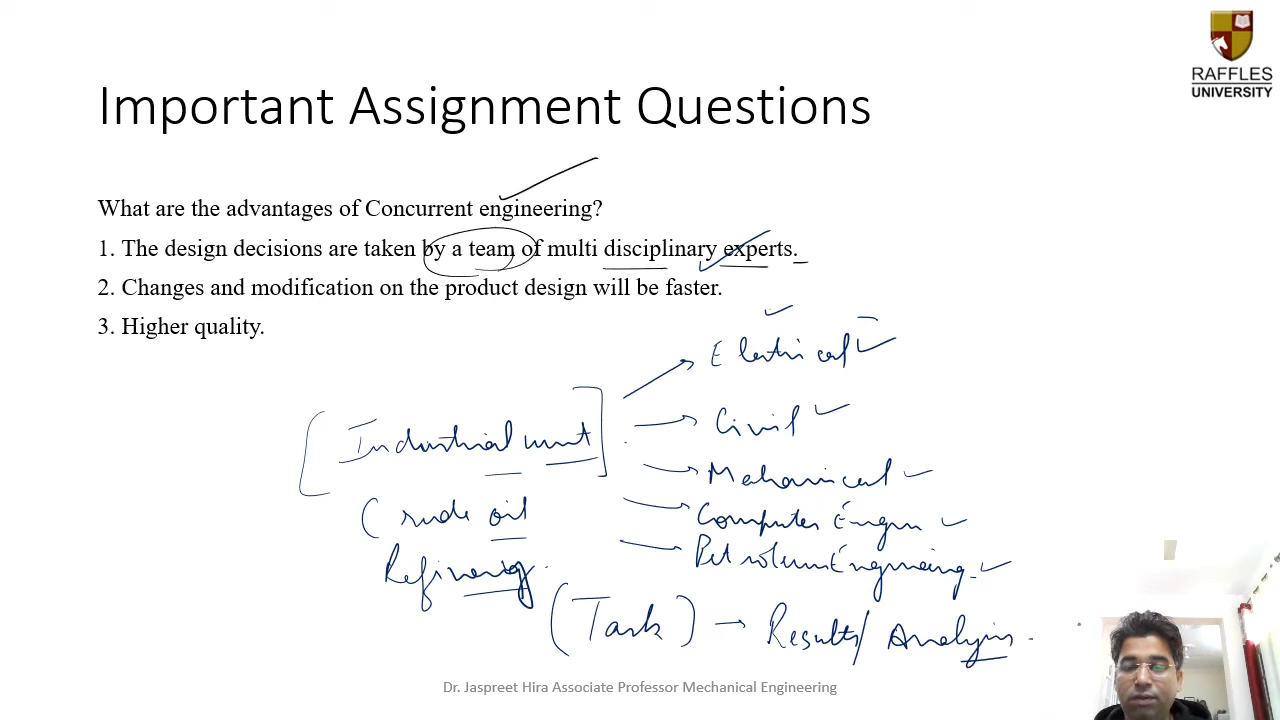 RAFFLES
UNIVERSITY
Important Assignment Questions
What are the advantages of Concurrent engineering?
1. The design decisions are taken by a team of multi disciplinary experts.
2. Changes and modification on the product design will be faster.
3. Higher quality.
Electrical
Civil
Industrial unit
Mechanical
Crude oil
Computer Engin
Refining
Petroleum Engineering
(Task) → Results/Analysis.
Dr. Jaspreet Hira Associate Professor Mechanical Engineering